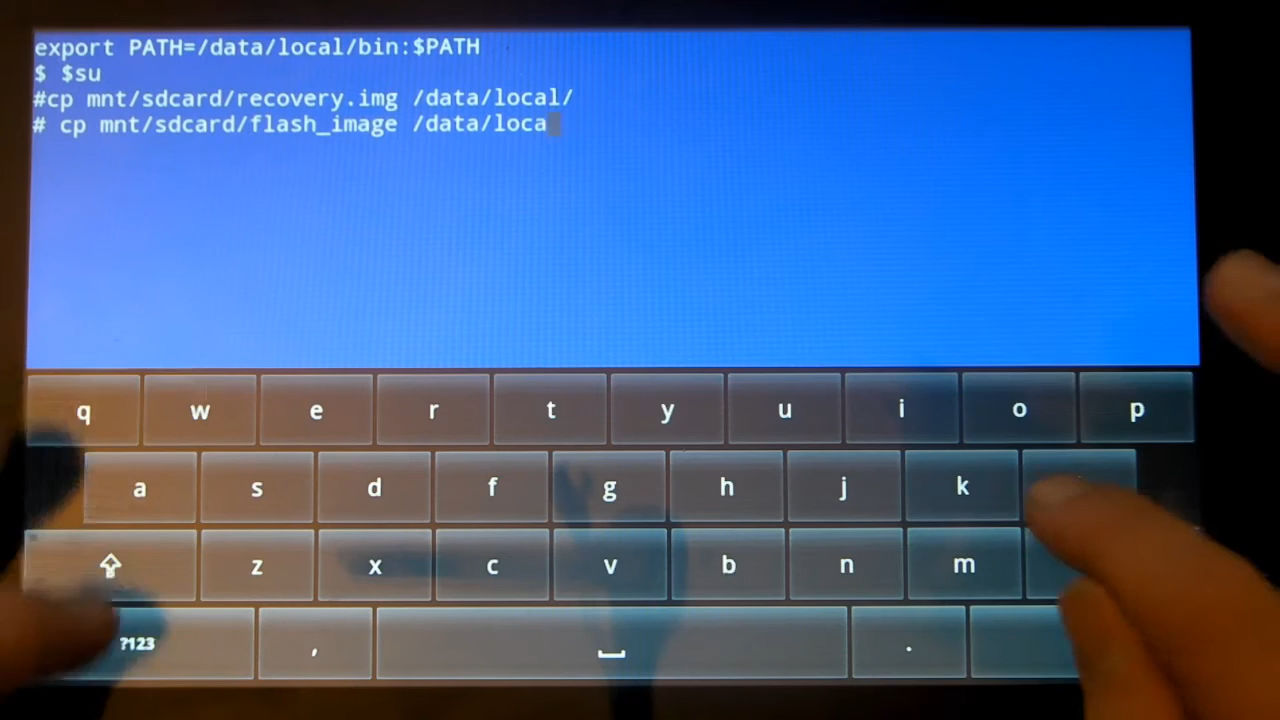 export PATH=/data/local/bin:$PATH
$ $su
#cp mnt/sdcard/recovery.img /data/local/
# cp mnt/sdcard/flash_image /data/loca
q w e r t y u i o p
a s d f g h j k
z x c v b n m
?123 , .